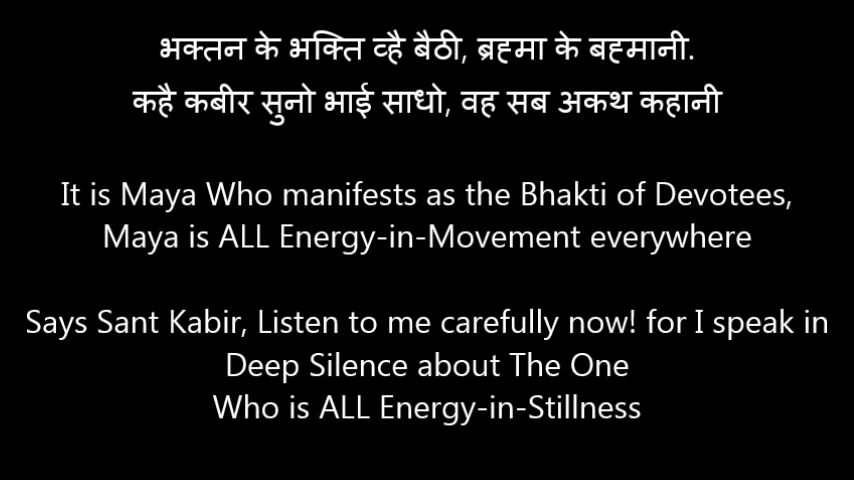 भक्तन के भक्ति व्है बैठी, ब्रह्मा के बह्मानी.
कहै कबीर सुनो भाई साधो, वह सब अकथ कहानी
It is Maya Who manifests as the Bhakti of Devotees,
Maya is ALL Energy-in-Movement everywhere
Says Sant Kabir, Listen to me carefully now! for I speak in
Deep Silence about The One
Who is ALL Energy-in-Stillness